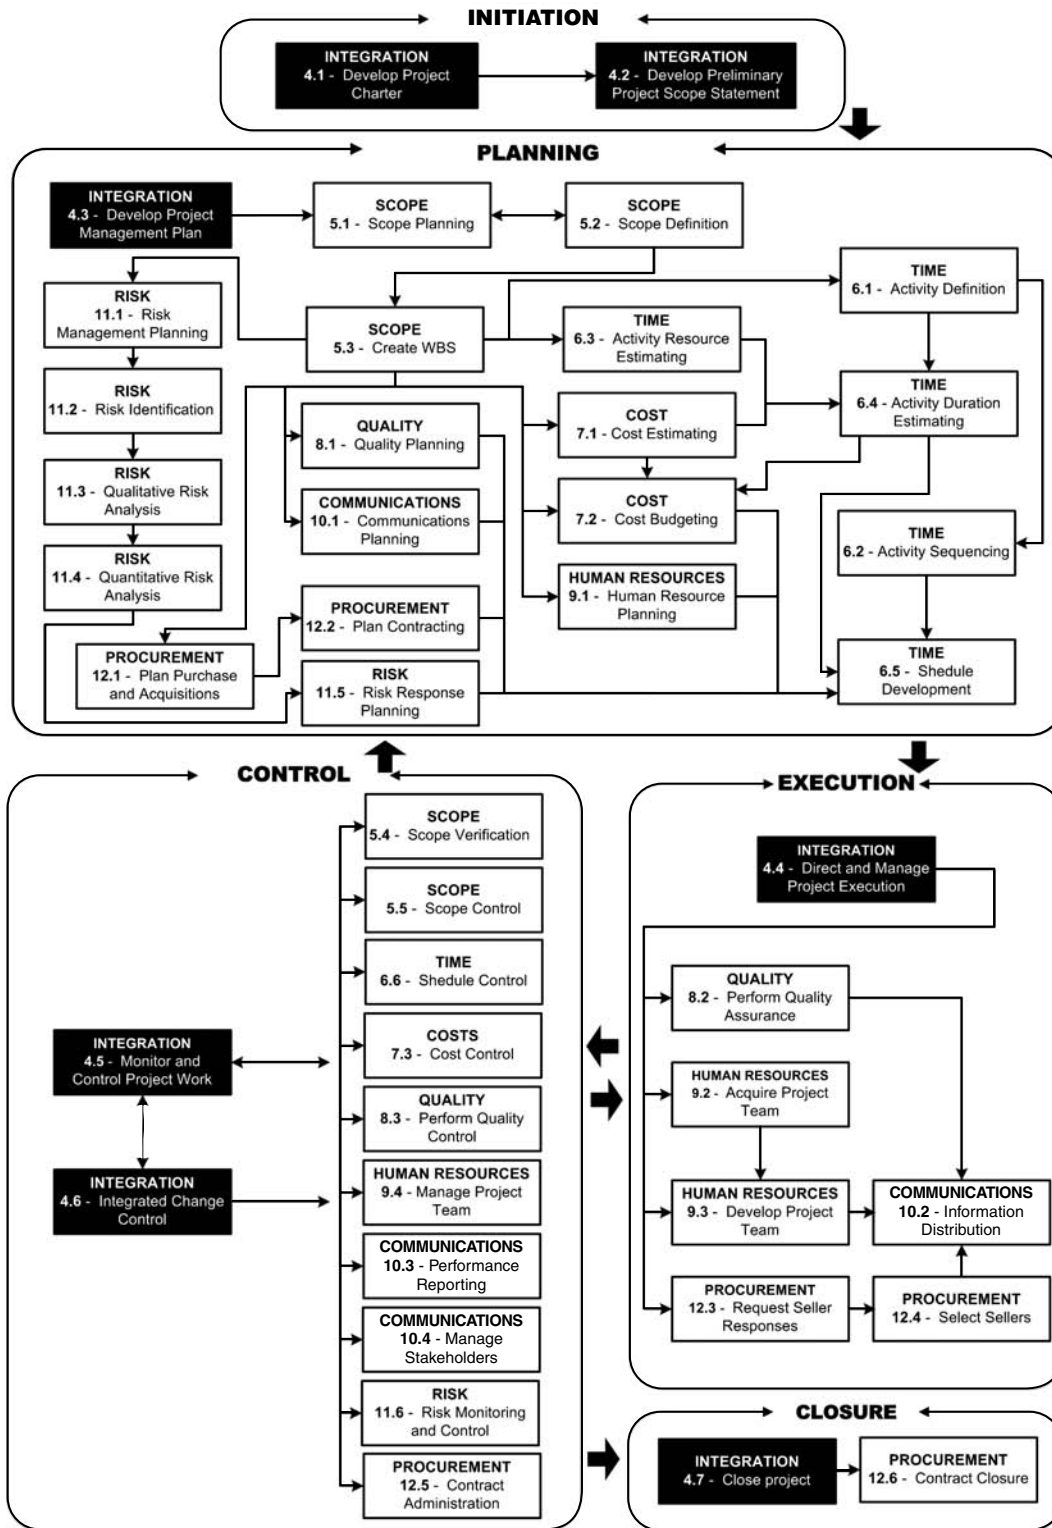 INITIATION
INTEGRATION
4.1 - Develop Project
Charter
INTEGRATION
4.2 - Develop Preliminary
Project Scope Statement
PLANNING
INTEGRATION
4.3 - Develop Project
Management Plan
SCOPE
5.1 - Scope Planning
SCOPE
5.2 - Scope Definition
RISK
11.1 - Risk
Management Planning
SCOPE
5.3 - Create WBS
TIME
6.3 - Activity Resource
Estimating
TIME
6.1 - Activity Definition
RISK
11.2 - Risk Identification
QUALITY
8.1 - Quality Planning
COST
7.1 - Cost Estimating
TIME
6.4 - Activity Duration
Estimating
RISK
11.3 - Qualitative Risk
Analysis
COMMUNICATIONS
10.1 - Communications
Planning
COST
7.2 - Cost Budgeting
TIME
6.2 - Activity Sequencing
RISK
11.4 - Quantitative Risk
Analysis
PROCUREMENT
12.2 - Plan Contracting
HUMAN RESOURCES
9.1 - Human Resource
Planning
PROCUREMENT
12.1 - Plan Purchase
and Acquisitions
RISK
11.5 - Risk Response
Planning
TIME
6.5 - Shedule
Development
CONTROL
SCOPE
5.4 - Scope Verification
SCOPE
5.5 - Scope Control
TIME
6.6 - Shedule Control
INTEGRATION
4.5 - Monitor and
Control Project Work
COSTS
7.3 - Cost Control
QUALITY
8.3 - Perform Quality
Control
INTEGRATION
4.6 - Integrated Change
Control
HUMAN RESOURCES
9.4 - Manage Project
Team
COMMUNICATIONS
10.3 - Performance
Reporting
COMMUNICATIONS
10.4 - Manage
Stakeholders
RISK
11.6 - Risk Monitoring
and Control
PROCUREMENT
12.5 - Contract
Administration
EXECUTION
INTEGRATION
4.4 - Direct and Manage
Project Execution
QUALITY
8.2 - Perform Quality
Assurance
HUMAN RESOURCES
9.2 - Acquire Project
Team
HUMAN RESOURCES
9.3 - Develop Project
Team
COMMUNICATIONS
10.2 - Information
Distribution
PROCUREMENT
12.3 - Request Seller
Responses
PROCUREMENT
12.4 - Select Sellers
CLOSURE
INTEGRATION
4.7 - Close project
PROCUREMENT
12.6 - Contract Closure